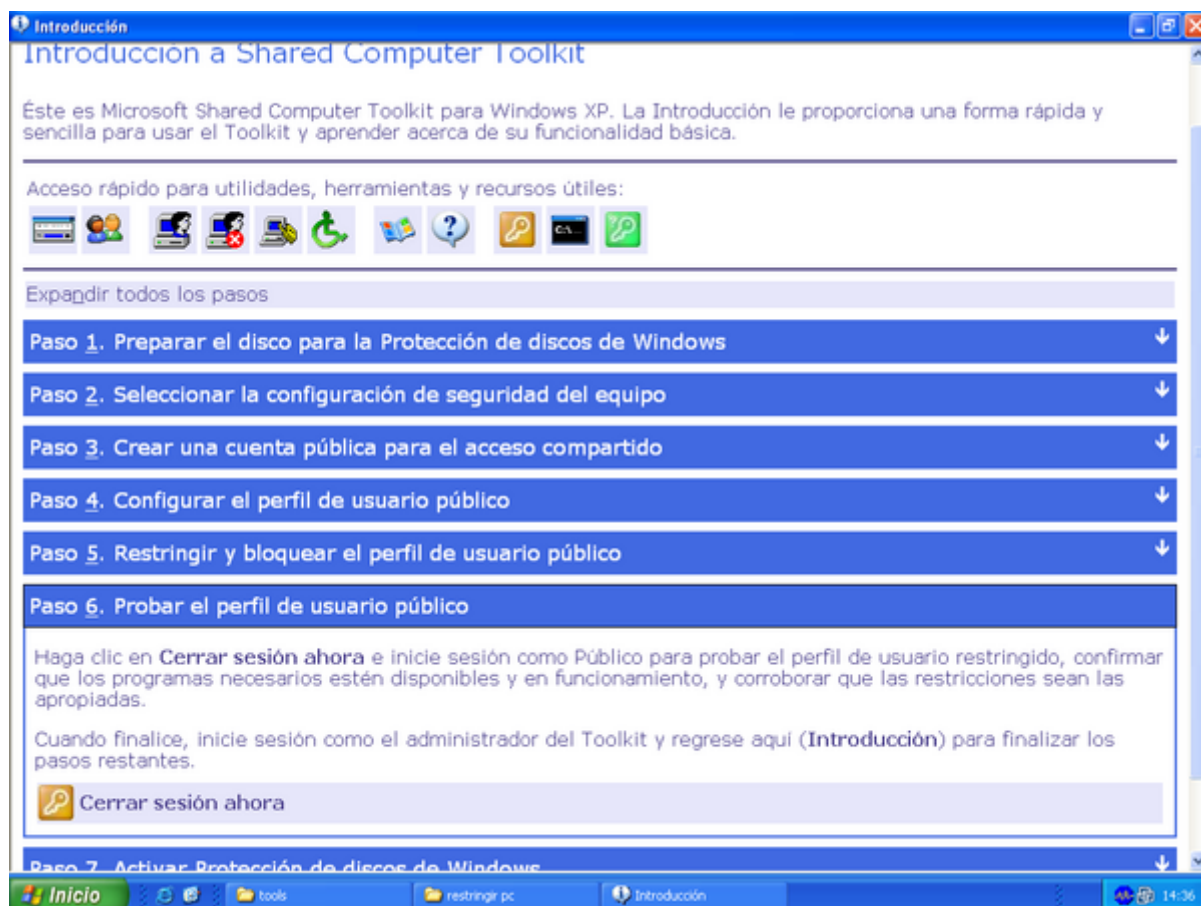 Introducción
Introducción a Shared Computer Toolkit
Éste es Microsoft Shared Computer Toolkit para Windows XP. La Introducción le proporciona una forma rápida y
sencilla para usar el Toolkit y aprender acerca de su funcionalidad básica.
Acceso rápido para utilidades, herramientas y recursos útiles:
C:\...
Expandir todos los pasos
Paso 1. Preparar el disco para la Protección de discos de Windows
Paso 2. Seleccionar la configuración de seguridad del equipo
Paso 3. Crear una cuenta pública para el acceso compartido
Paso 4. Configurar el perfil de usuario público
Paso 5. Restringir y bloquear el perfil de usuario público
Paso 6. Probar el perfil de usuario público
Haga clic en Cerrar sesión ahora e inicie sesión como Público para probar el perfil de usuario restringido, confirmar
que los programas necesarios estén disponibles y en funcionamiento, y corroborar que las restricciones sean las
apropiadas.
Cuando finalice, inicie sesión como el administrador del Toolkit y regrese aquí (Introducción) para finalizar los
pasos restantes.
Cerrar sesión ahora
Paso 7. Activar Protección de discos de Windows
Inicio tools restringir pc Introducción 14:36